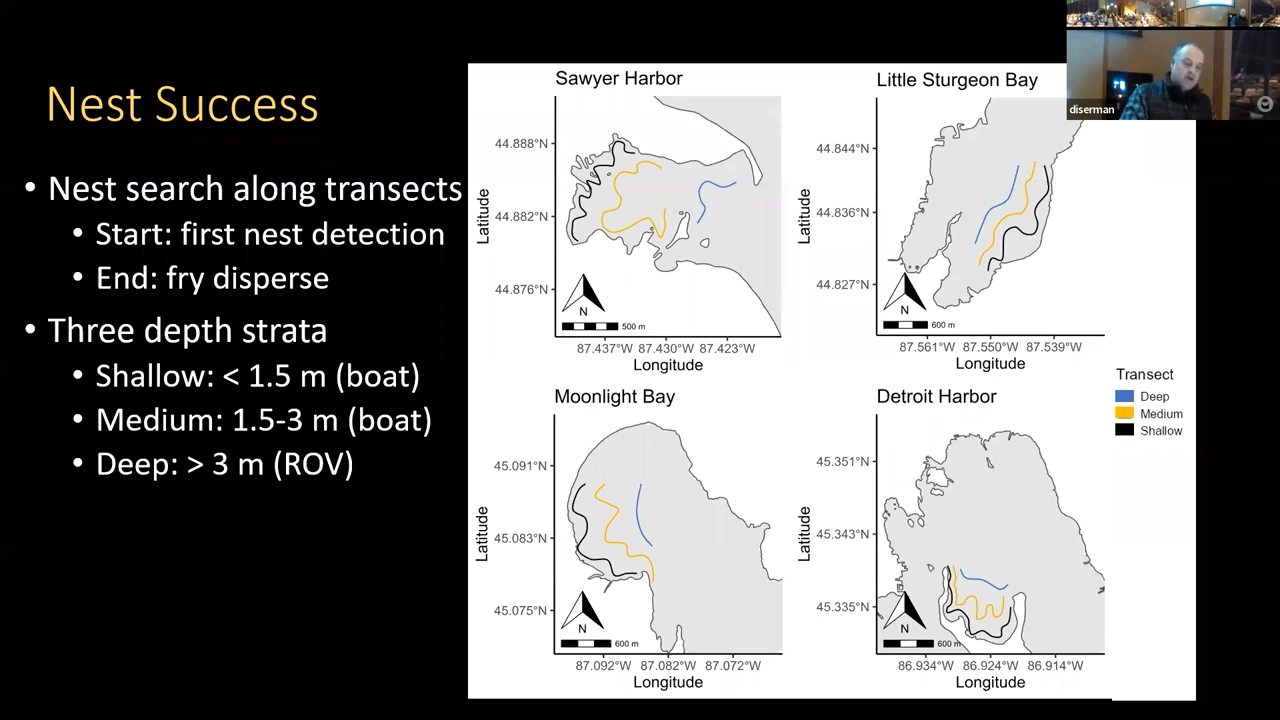 Nest Success
• Nest search along transects
• Start: first nest detection
• End: fry disperse
• Three depth strata
• Shallow: < 1.5 m (boat)
• Medium: 1.5-3 m (boat)
• Deep: > 3 m (ROV)
Sawyer Harbor
Latitude
44.888°N
44.882°N
44.876°N
N
500 m
87.437°W 87.430°W 87.423°W
Longitude
Little Sturgeon Bay
Latitude
44.844°N
44.836°N
44.827°N
N
600 m
87.561°W 87.550°W 87.539°W
Longitude
Moonlight Bay
Latitude
45.091°N
45.083°N
45.075°N
N
600 m
87.092°W 87.082°W 87.072°W
Longitude
Detroit Harbor
Latitude
45.351°N
45.343°N
45.335°N
N
600 m
86.934°W 86.924°W 86.914°W
Longitude
Transect
Deep
Medium
Shallow
diserman